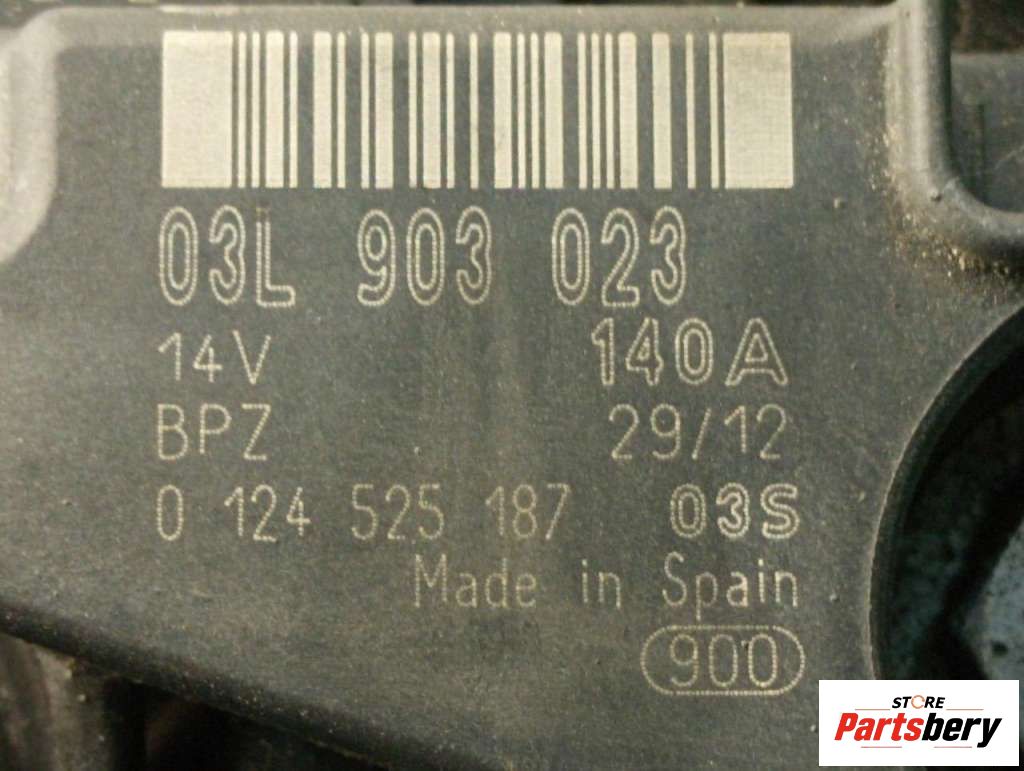 03L 903 023
14V 140A
BPZ 29/12
0 124 525 187 03S
Made in Spain
900
STORE
Partsbery